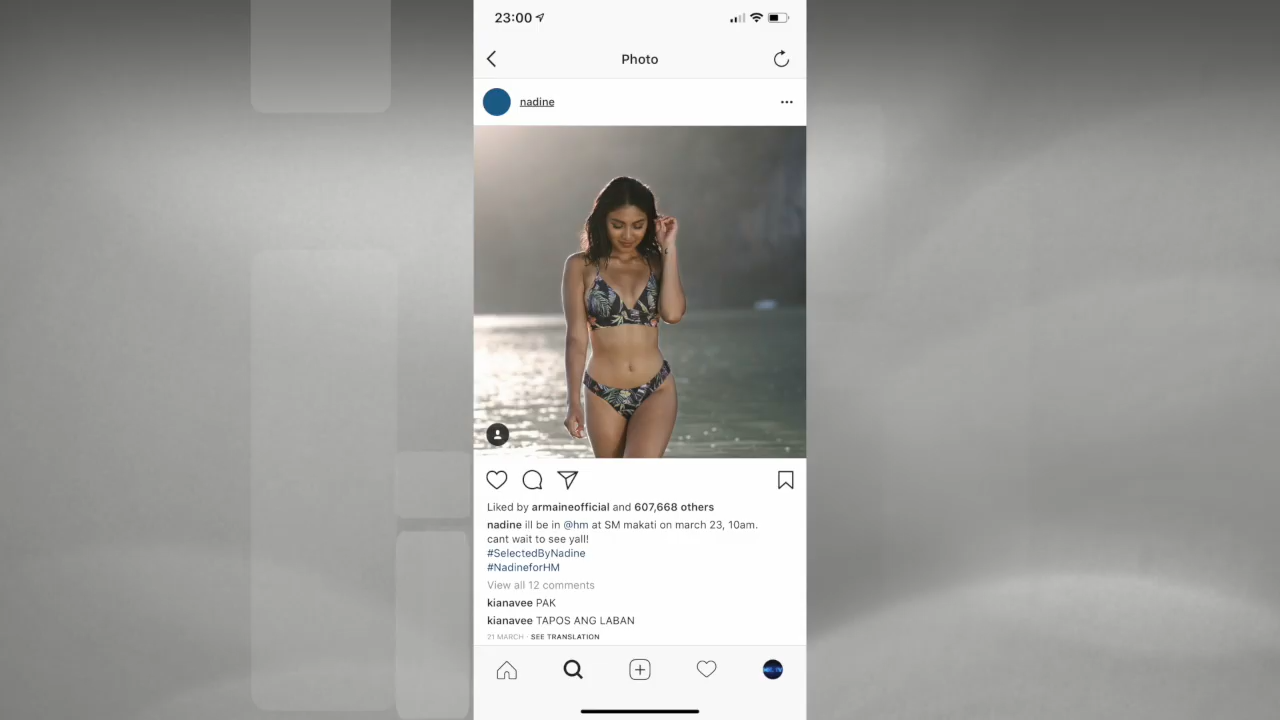 23:00
Photo
nadine
Liked by armaineofficial and 607,668 others
nadine ill be in @hm at SM makati on march 23, 10am.
cant wait to see yall!
#SelectedByNadine
#NadineforHM
View all 12 comments
kianavee PAK
kianavee TAPOS ANG LABAN
21 MARCH · SEE TRANSLATION